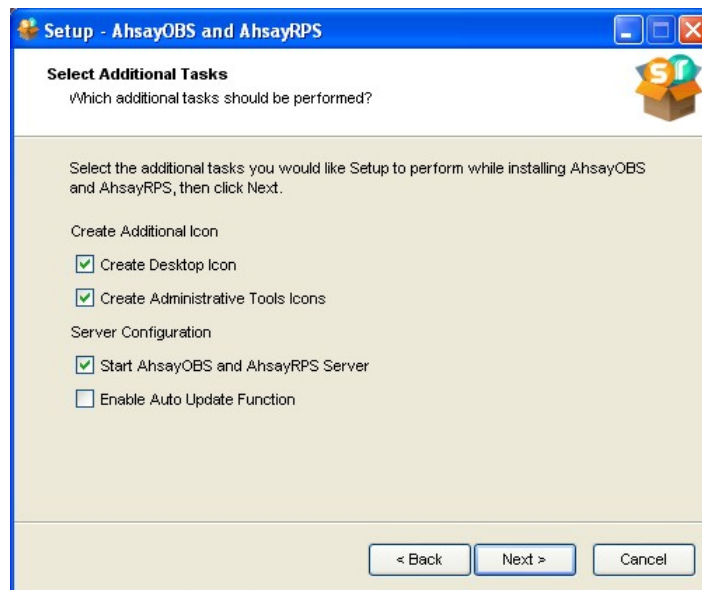 Setup - AhsayOBS and AhsayRPS
Select Additional Tasks
Which additional tasks should be performed?
Select the additional tasks you would like Setup to perform while installing AhsayOBS
and AhsayRPS, then click Next.
Create Additional Icon
Create Desktop Icon
Create Administrative Tools Icons
Server Configuration
Start AhsayOBS and AhsayRPS Server
Enable Auto Update Function
< Back Next > Cancel